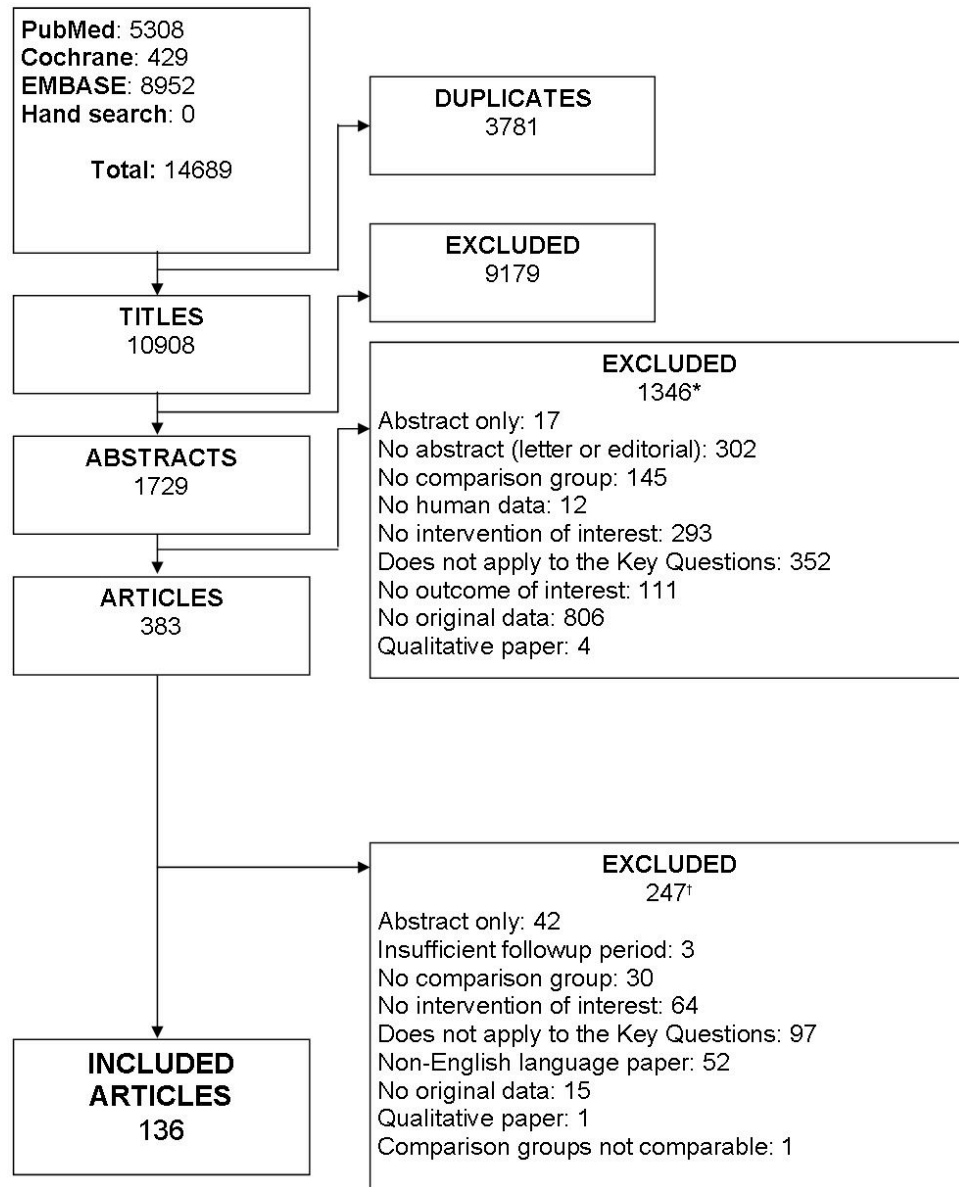 PubMed: 5308
Cochrane: 429
EMBASE: 8952
Hand search: 0
Total: 14689
DUPLICATES
3781
EXCLUDED
9179
TITLES
10908
EXCLUDED
1346*
Abstract only: 17
No abstract (letter or editorial): 302
No comparison group: 145
No human data: 12
No intervention of interest: 293
Does not apply to the Key Questions: 352
No outcome of interest: 111
No original data: 806
Qualitative paper: 4
ABSTRACTS
1729
ARTICLES
383
EXCLUDED
247†
Abstract only: 42
Insufficient followup period: 3
No comparison group: 30
No intervention of interest: 64
Does not apply to the Key Questions: 97
Non-English language paper: 52
No original data: 15
Qualitative paper: 1
Comparison groups not comparable: 1
INCLUDED
ARTICLES
136